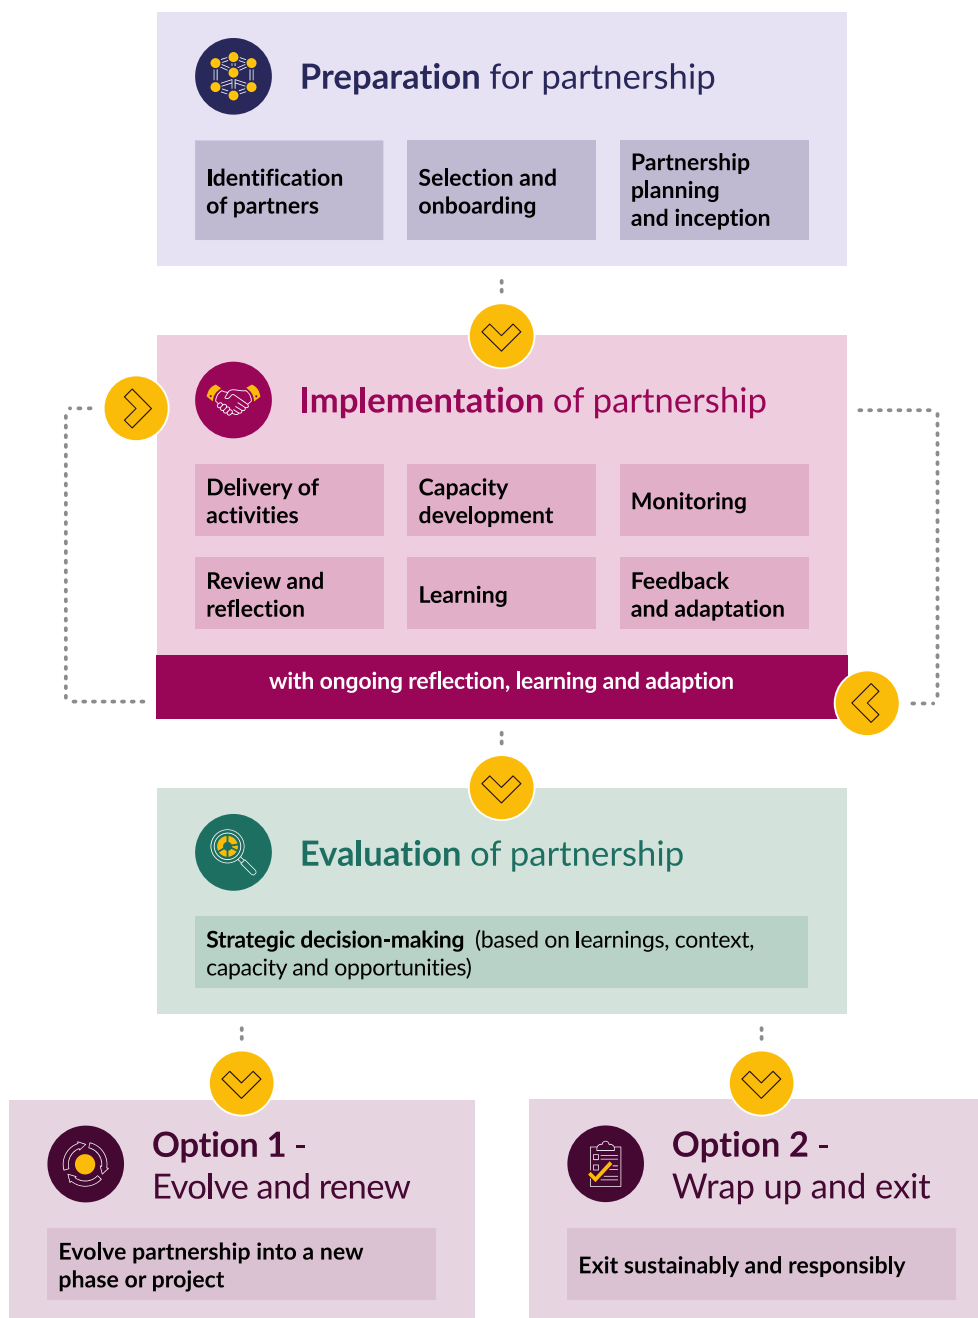 Preparation for partnership
Identification
of partners
Selection and
onboarding
Partnership
planning
and inception
Implementation of partnership
Delivery of
activities
Capacity
development
Monitoring
Review and
reflection
Learning
Feedback
and adaptation
with ongoing reflection, learning and adaption
Evaluation of partnership
Strategic decision-making (based on learnings, context,
capacity and opportunities)
Option 1 -
Evolve and renew
Evolve partnership into a new
phase or project
Option 2 -
Wrap up and exit
Exit sustainably and responsibly